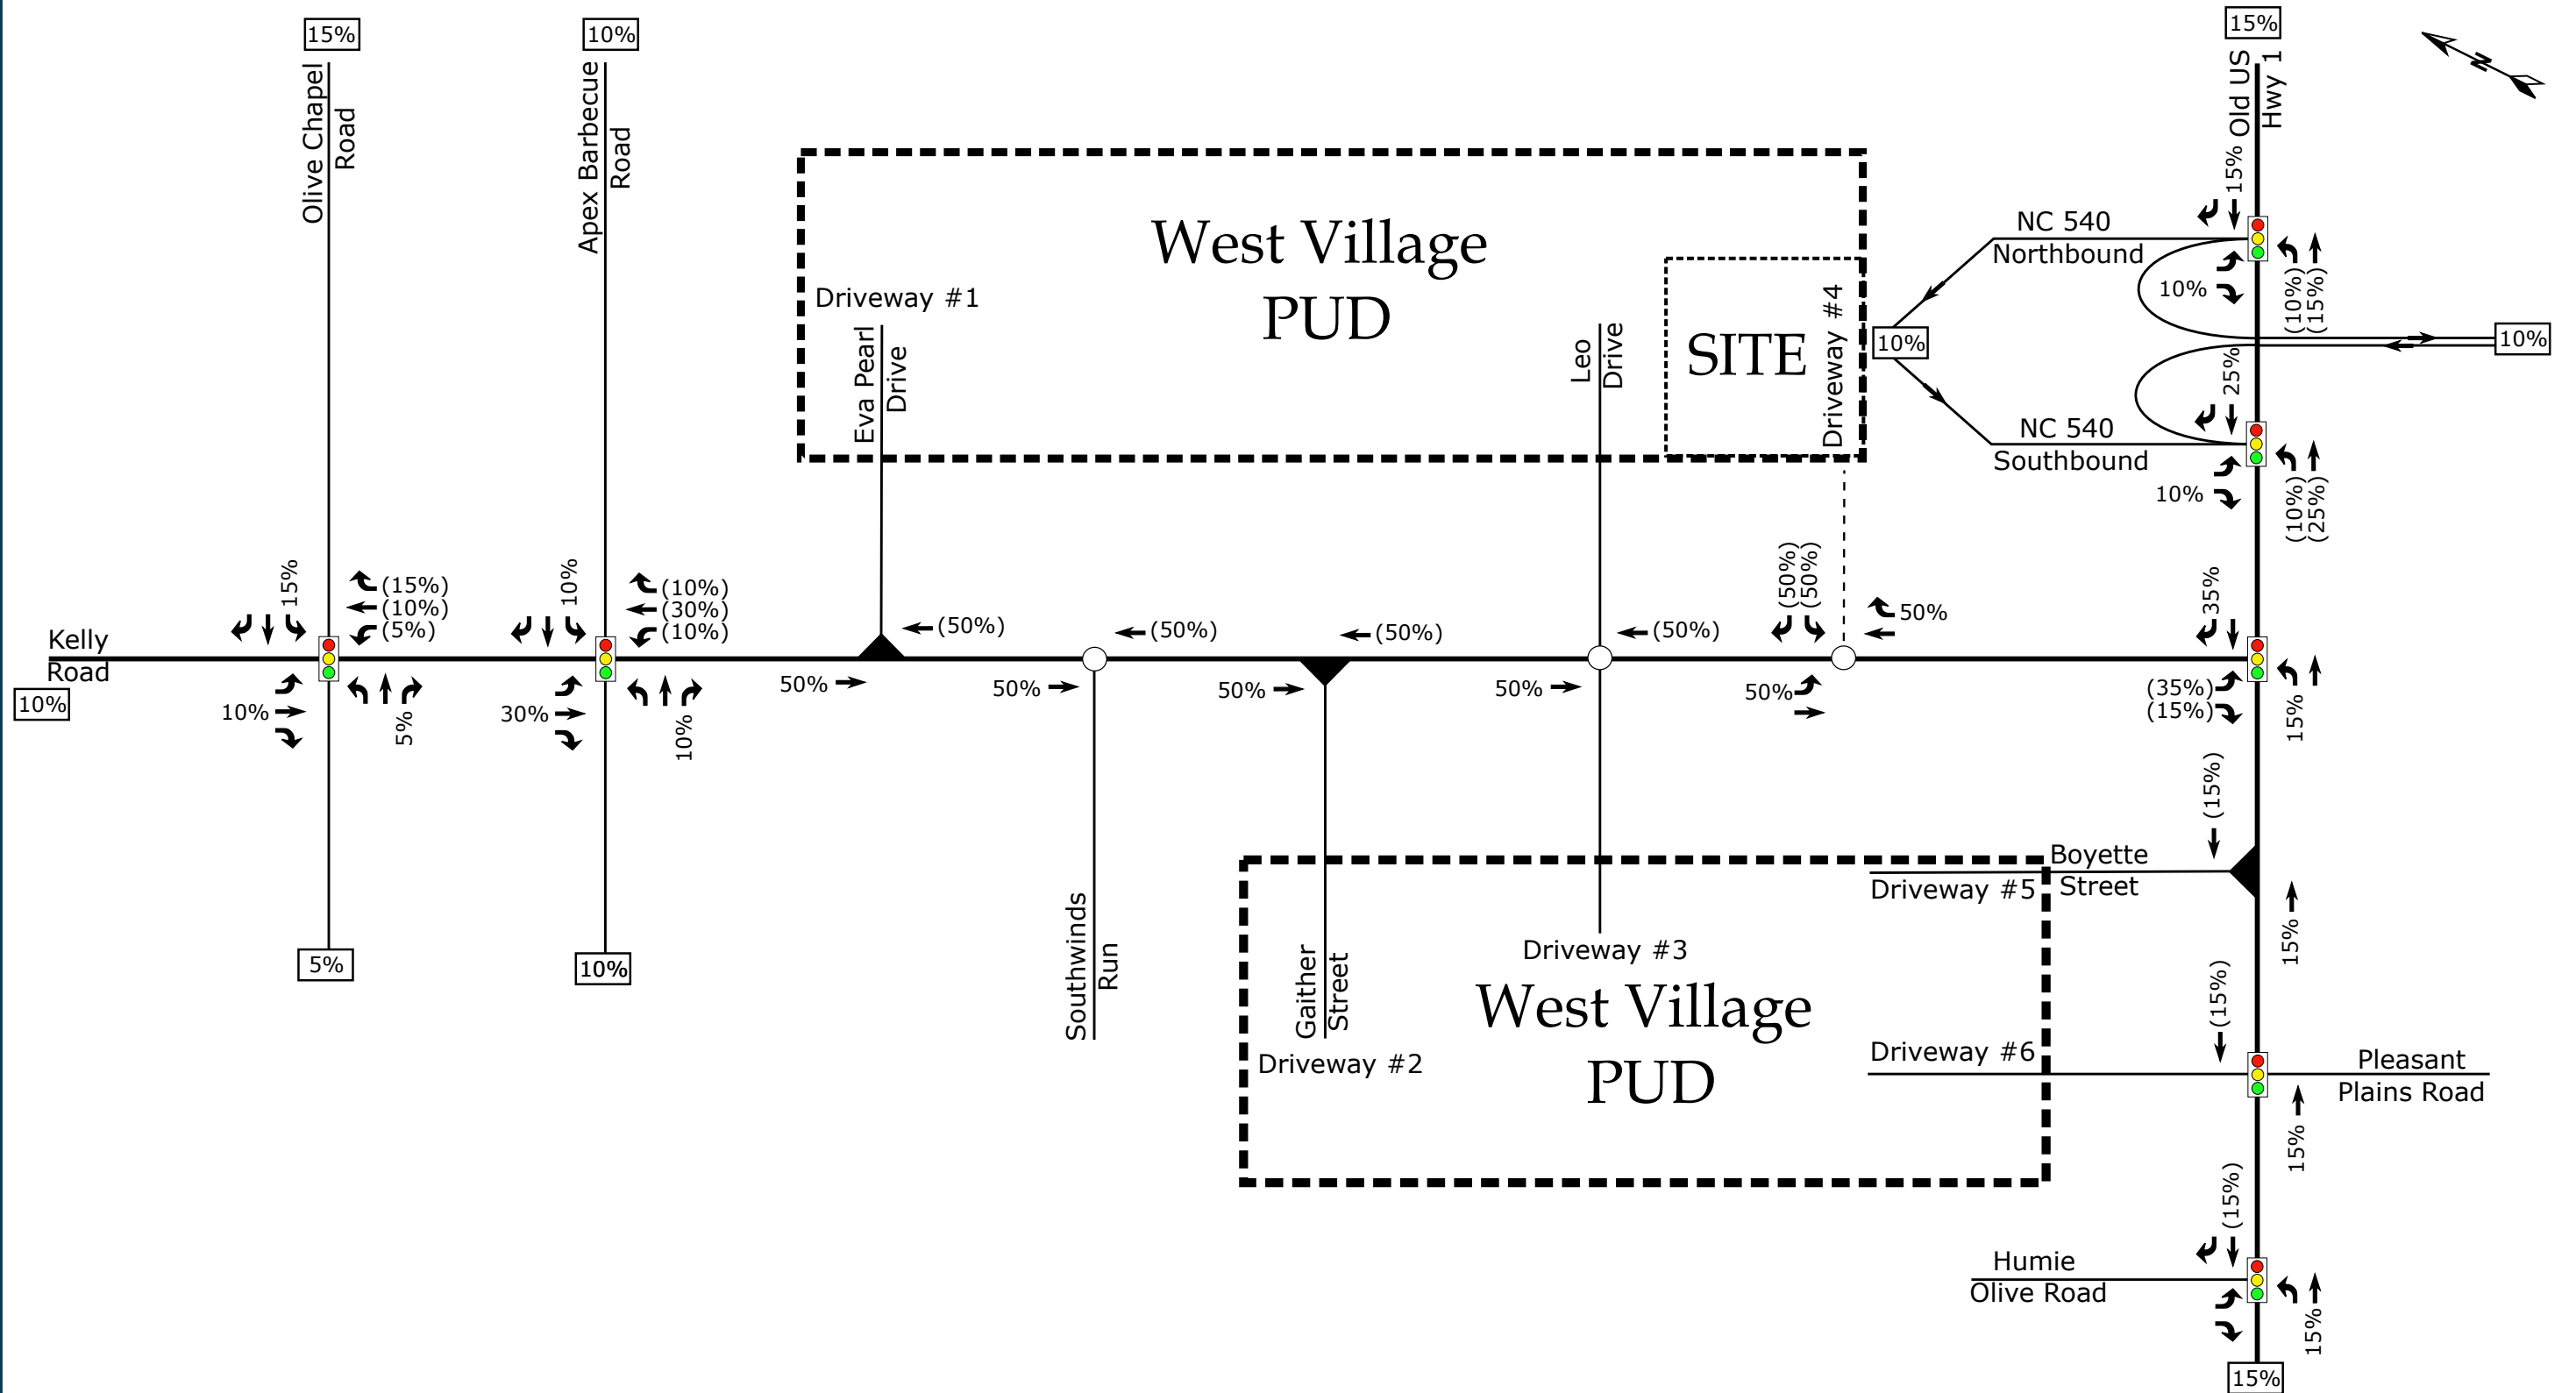 15%
10%
15%
Olive Chapel
Road
Apex Barbecue
Road
Old US
Hwy 1
N
West Village
PUD
Driveway #1
Eva Pearl
Drive
Leo
Drive
SITE
Driveway #4
10%
NC 540
Northbound
15%
10%
(10%)
(15%)
10%
25%
NC 540
Southbound
10%
(10%)
(25%)
Kelly
Road
10%
15%
(15%)
(10%)
(5%)
10%
5%
10%
(10%)
(30%)
(10%)
30%
10%
(50%)
50%
(50%)
50%
(50%)
50%
(50%)
50%
(50%)
(50%)
50%
50%
35%
(35%)
(15%)
15%
5%
10%
Southwinds
Run
Gaither
Street
Driveway #2
Driveway #3
West Village
PUD
(15%)
Boyette
Street
Driveway #5
15%
(15%)
Driveway #6
Pleasant
Plains Road
15%
(15%)
Humie
Olive Road
15%
15%